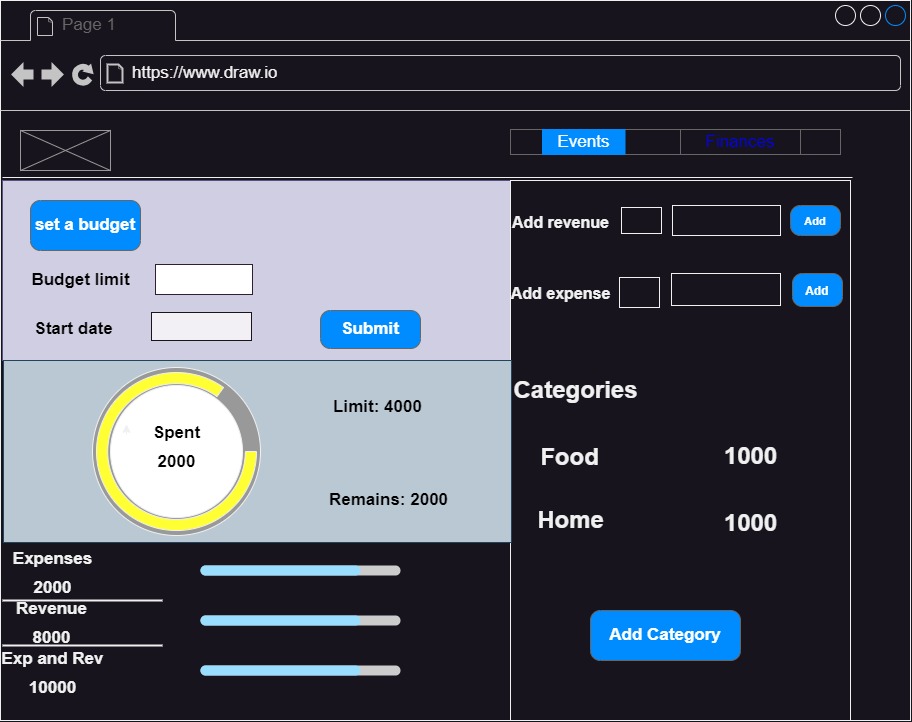 Page 1
https://www.draw.io
Events
Finances
set a budget
Budget limit
Start date
Submit
Add revenue
Add
Add expense
Add
Spent
2000
Limit: 4000
Remains: 2000
Categories
Food 1000
Home 1000
Add Category
Expenses
2000
Revenue
8000
Exp and Rev
10000